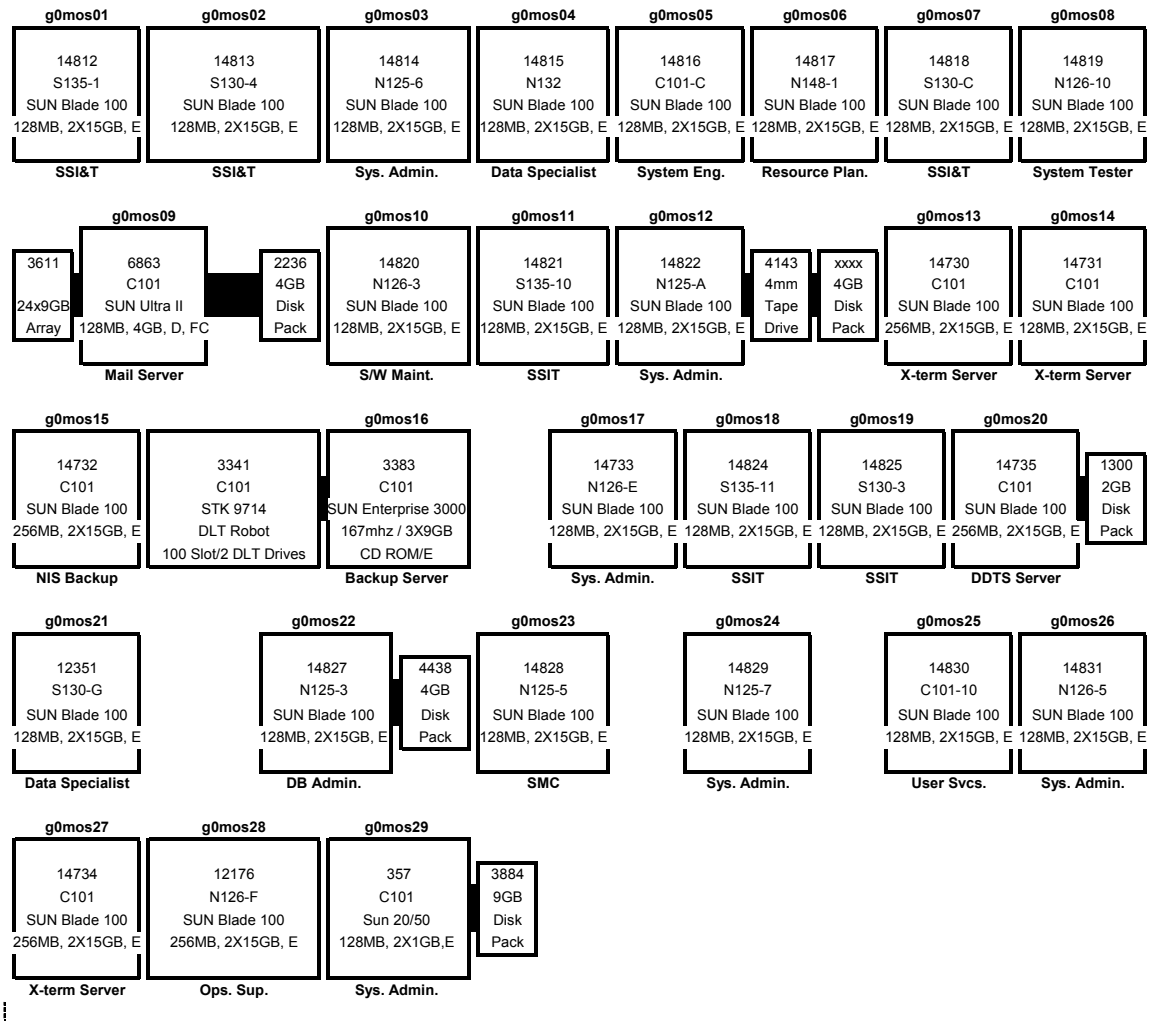 g0mos01 g0mos02 g0mos03 g0mos04 g0mos05 g0mos06 g0mos07 g0mos08
14812 14813 14814 14815 14816 14817 14818 14819
S135-1 S130-4 N125-6 N132 C101-C N148-1 S130-C N126-10
SUN Blade 100 SUN Blade 100 SUN Blade 100 SUN Blade 100 SUN Blade 100 SUN Blade 100 SUN Blade 100 SUN Blade 100
128MB, 2X15GB, E 128MB, 2X15GB, E 128MB, 2X15GB, E 128MB, 2X15GB, E 128MB, 2X15GB, E 128MB, 2X15GB, E 128MB, 2X15GB, E 128MB, 2X15GB, E
SSI&T SSI&T Sys. Admin. Data Specialist System Eng. Resource Plan. SSI&T System Tester
g0mos09 g0mos10 g0mos11 g0mos12 g0mos13 g0mos14
3611 6863 2236 14820 14821 14822 4143 xxxx 14730 14731
C101 4GB N126-3 S135-10 N125-A 4mm 4GB C101 C101
24x9GB SUN Ultra II Disk SUN Blade 100 SUN Blade 100 SUN Blade 100 Tape Disk SUN Blade 100 SUN Blade 100
Array 128MB, 4GB, D, FC Pack 128MB, 2X15GB, E 128MB, 2X15GB, E 128MB, 2X15GB, E Drive Pack 256MB, 2X15GB, E 128MB, 2X15GB, E
Mail Server S/W Maint. SSIT Sys. Admin. X-term Server X-term Server
g0mos15 g0mos16 g0mos17 g0mos18 g0mos19 g0mos20
14732 3341 3383 14733 14824 14825 14735 1300
C101 C101 C101 N126-E S135-11 S130-3 C101 2GB
SUN Blade 100 STK 9714 SUN Enterprise 3000 SUN Blade 100 SUN Blade 100 SUN Blade 100 SUN Blade 100 Disk
256MB, 2X15GB, E DLT Robot 167mhz / 3X9GB 128MB, 2X15GB, E 128MB, 2X15GB, E 128MB, 2X15GB, E 256MB, 2X15GB, E Pack
100 Slot/2 DLT Drives CD ROM/E
NIS Backup Backup Server Sys. Admin. SSIT SSIT DDTS Server
g0mos21 g0mos22 g0mos23 g0mos24 g0mos25 g0mos26
12351 14827 4438 14828 14829 14830 14831
S130-G N125-3 4GB N125-5 N125-7 C101-10 N126-5
SUN Blade 100 SUN Blade 100 Disk SUN Blade 100 SUN Blade 100 SUN Blade 100 SUN Blade 100
128MB, 2X15GB, E 128MB, 2X15GB, E Pack 128MB, 2X15GB, E 128MB, 2X15GB, E 128MB, 2X15GB, E 128MB, 2X15GB, E
Data Specialist DB Admin. SMC Sys. Admin. User Svcs. Sys. Admin.
g0mos27 g0mos28 g0mos29
14734 12176 357 3884
C101 N126-F C101 9GB
SUN Blade 100 SUN Blade 100 Sun 20/50 Disk
256MB, 2X15GB, E 256MB, 2X15GB, E 128MB, 2X1GB,E Pack
X-term Server Ops. Sup. Sys. Admin.